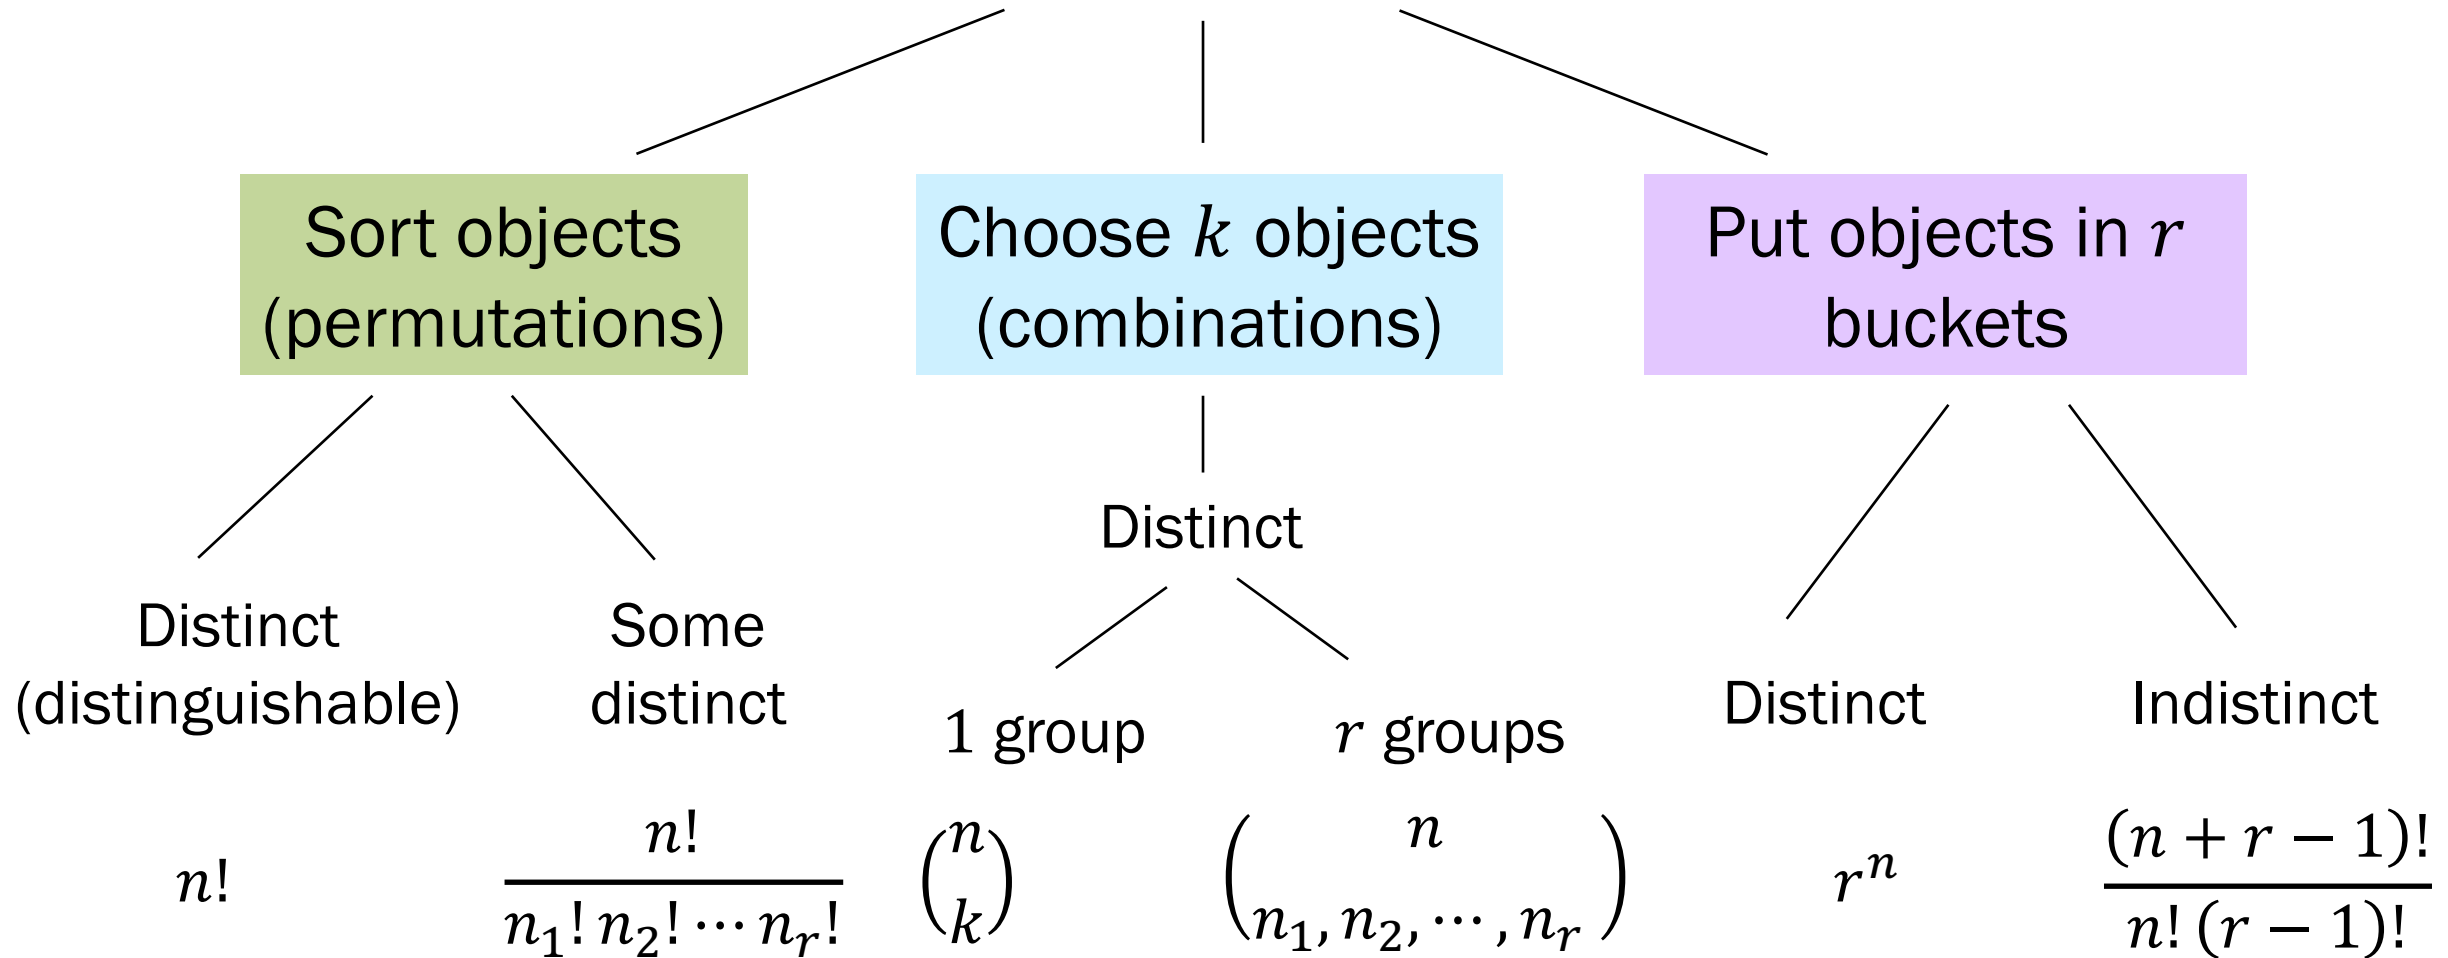 Sort objects
(permutations)
Choose k objects
(combinations)
Put objects in r
buckets
Distinct
(distinguishable)
Some
distinct
Distinct
1 group
r groups
Distinct
Indistinct
n!
n!
n₁! n₂! ⋯ nᵣ!
(n
k)
(n
n₁, n₂, ⋯ , nᵣ)
rⁿ
(n + r − 1)!
n! (r − 1)!